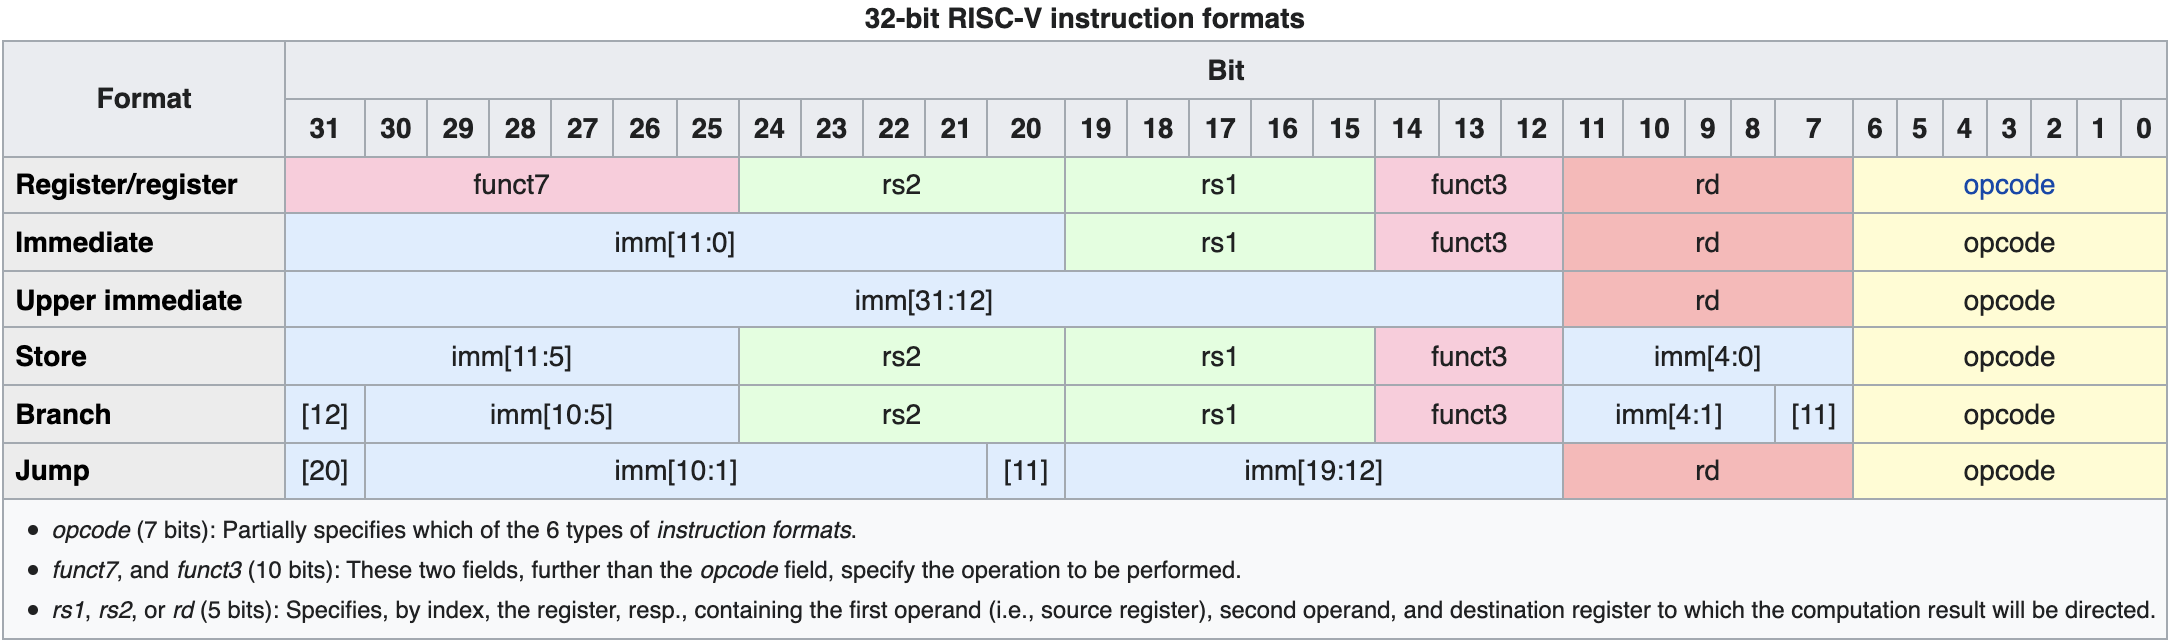 32-bit RISC-V instruction formats
Format Bit
31 30 29 28 27 26 25 24 23 22 21 20 19 18 17 16 15 14 13 12 11 10 9 8 7 6 5 4 3 2 1 0
Register/register funct7 rs2 rs1 funct3 rd opcode
Immediate imm[11:0] rs1 funct3 rd opcode
Upper immediate imm[31:12] rd opcode
Store imm[11:5] rs2 rs1 funct3 imm[4:0] opcode
Branch [12] imm[10:5] rs2 rs1 funct3 imm[4:1] [11] opcode
Jump [20] imm[10:1] [11] imm[19:12] rd opcode
• opcode (7 bits): Partially specifies which of the 6 types of instruction formats.
• funct7, and funct3 (10 bits): These two fields, further than the opcode field, specify the operation to be performed.
• rs1, rs2, or rd (5 bits): Specifies, by index, the register, resp., containing the first operand (i.e., source register), second operand, and destination register to which the computation result will be directed.